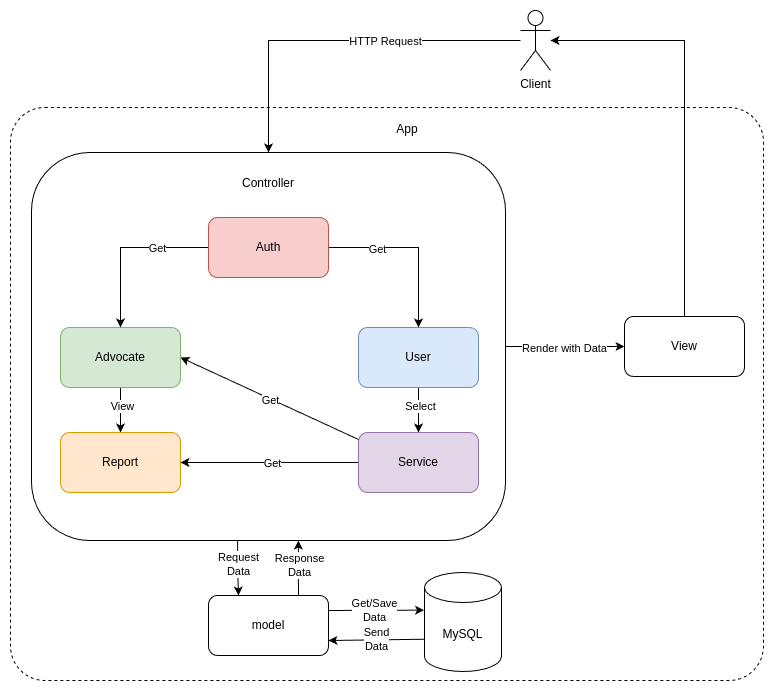 HTTP Request
Client
App
Controller
Auth
Get
Get
Advocate
User
View
Select
Get
Report
Get
Service
Render with Data
View
Request
Data
Response
Data
model
Get/Save
Data
Send
Data
MySQL